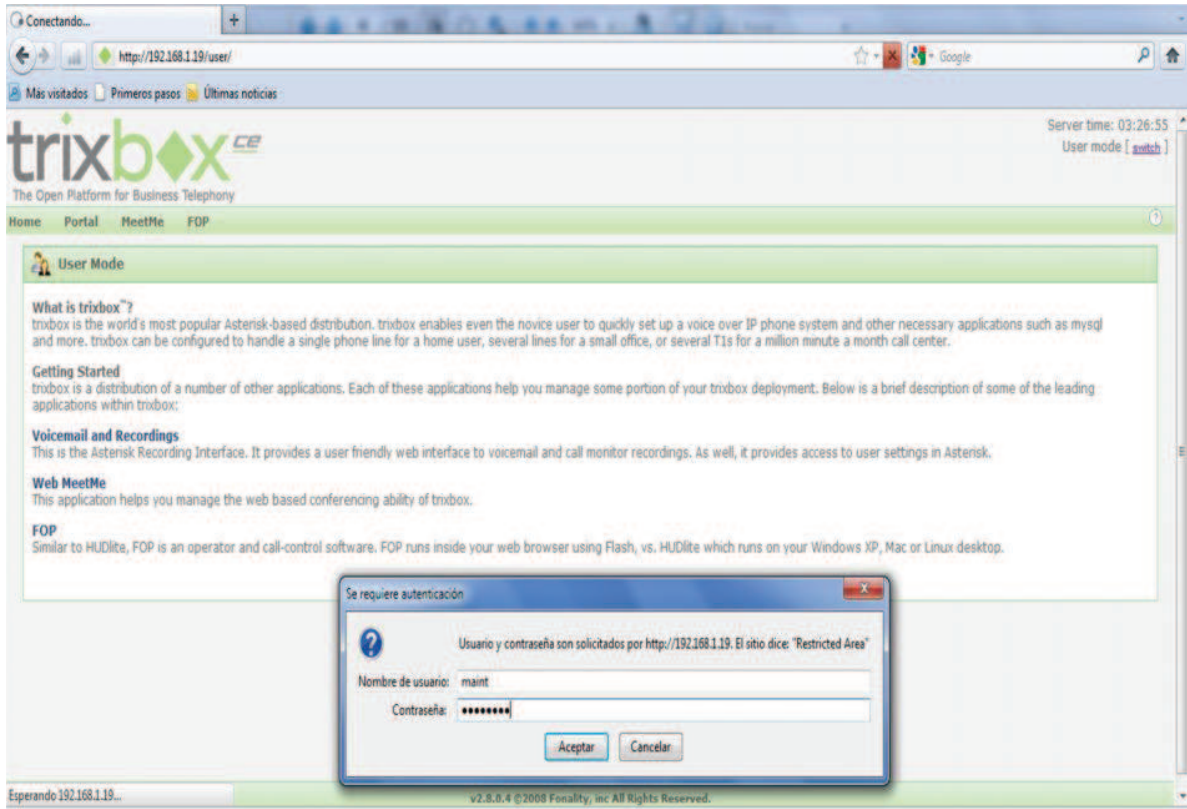 Conectando...
http://192.168.1.19/user/
Google
Más visitados Primeros pasos Últimas noticias
trixbox ce
The Open Platform for Business Telephony
Server time: 03:26:55
User mode [ switch ]
Home Portal MeetMe FOP
User Mode
What is trixbox™?
trixbox is the world's most popular Asterisk-based distribution. trixbox enables even the novice user to quickly set up a voice over IP phone system and other necessary applications such as mysql
and more. trixbox can be configured to handle a single phone line for a home user, several lines for a small office, or several T1s for a million minute a month call center.
Getting Started
trixbox is a distribution of a number of other applications. Each of these applications help you manage some portion of your trixbox deployment. Below is a brief description of some of the leading
applications within trixbox:
Voicemail and Recordings
This is the Asterisk Recording Interface. It provides a user friendly web interface to voicemail and call monitor recordings. As well, it provides access to user settings in Asterisk.
Web MeetMe
This application helps you manage the web based conferencing ability of trixbox.
FOP
Similar to HUDlite, FOP is an operator and call-control software. FOP runs inside your web browser using Flash, vs. HUDlite which runs on your Windows XP, Mac or Linux desktop.
Se requiere autenticación
Usuario y contraseña son solicitados por http://192.168.1.19. El sitio dice: "Restricted Area"
Nombre de usuario: maint
Contraseña: ••••••••
Aceptar Cancelar
Esperando 192.168.1.19...
v2.8.0.4 ©2008 Fonality, inc All Rights Reserved.